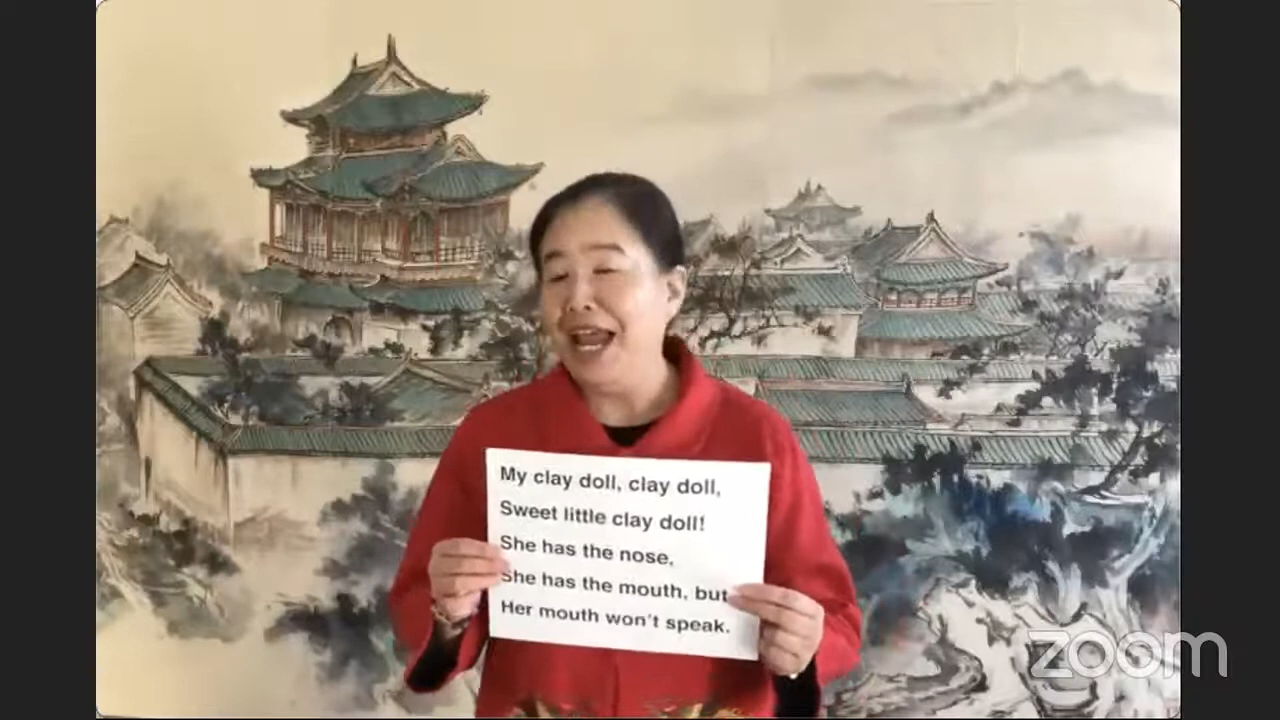 My clay doll, clay doll,
Sweet little clay doll!
She has the nose,
She has the mouth, but
Her mouth won't speak.
zoom